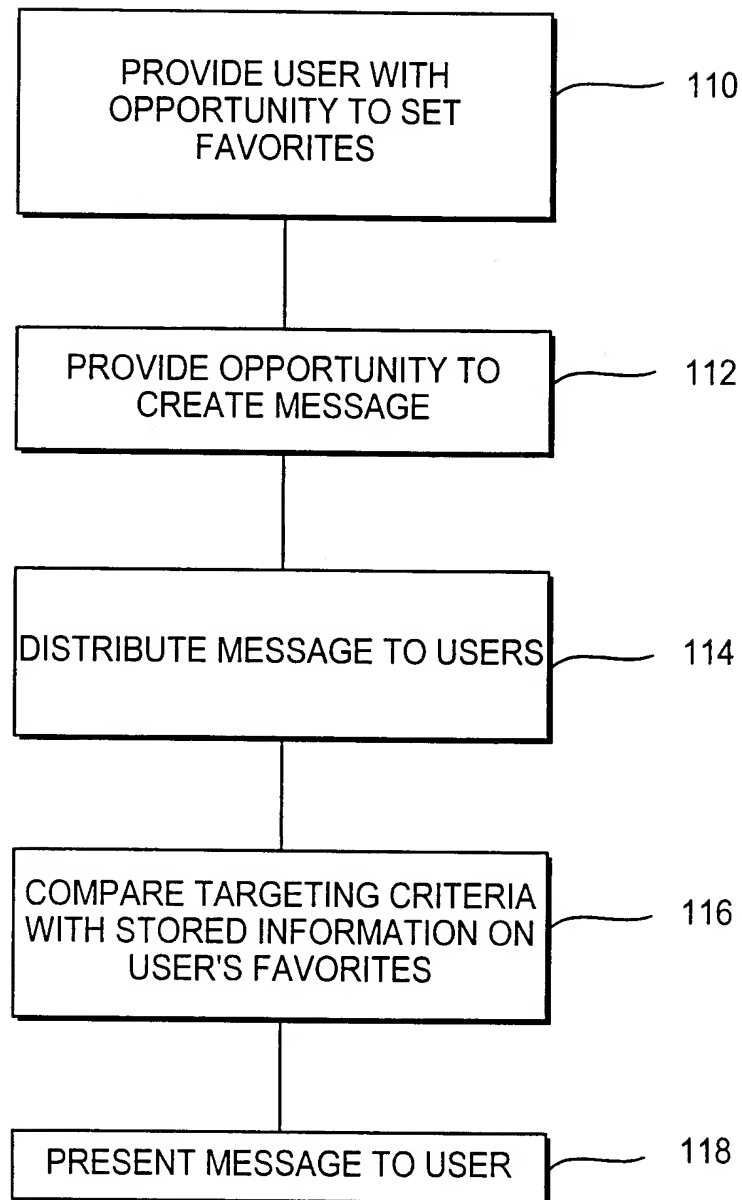 PROVIDE USER WITH
OPPORTUNITY TO SET
FAVORITES
110
PROVIDE OPPORTUNITY TO
CREATE MESSAGE
112
DISTRIBUTE MESSAGE TO USERS
114
COMPARE TARGETING CRITERIA
WITH STORED INFORMATION ON
USER'S FAVORITES
116
PRESENT MESSAGE TO USER
118